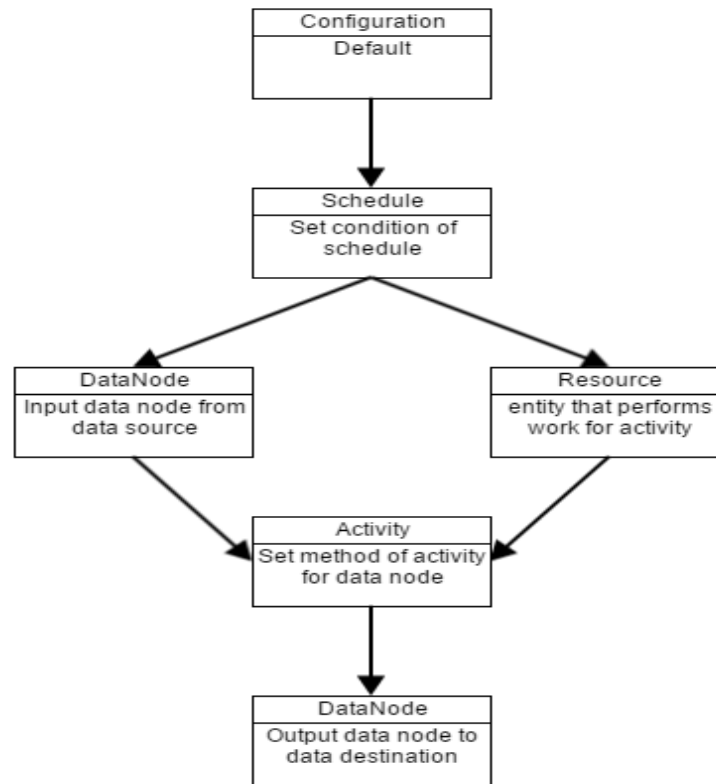 Configuration
Default
Schedule
Set condition of
schedule
DataNode
Input data node from
data source
Resource
entity that performs
work for activity
Activity
Set method of activity
for data node
DataNode
Output data node to
data destination